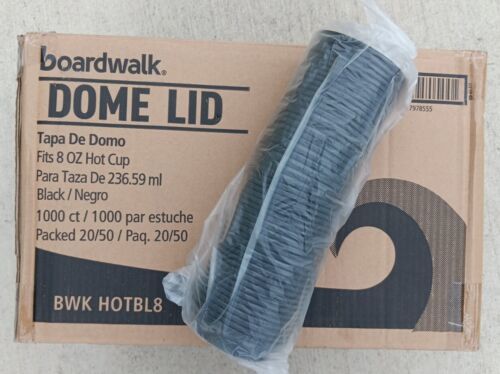 boardwalk®
DOME LID
Tapa De Domo
Fits 8 OZ Hot Cup
Para Taza De 236.59 ml
Black / Negro
1000 ct / 1000 par estuche
Packed 20/50 / Paq. 20/50
BWK HOTBL8
7978555